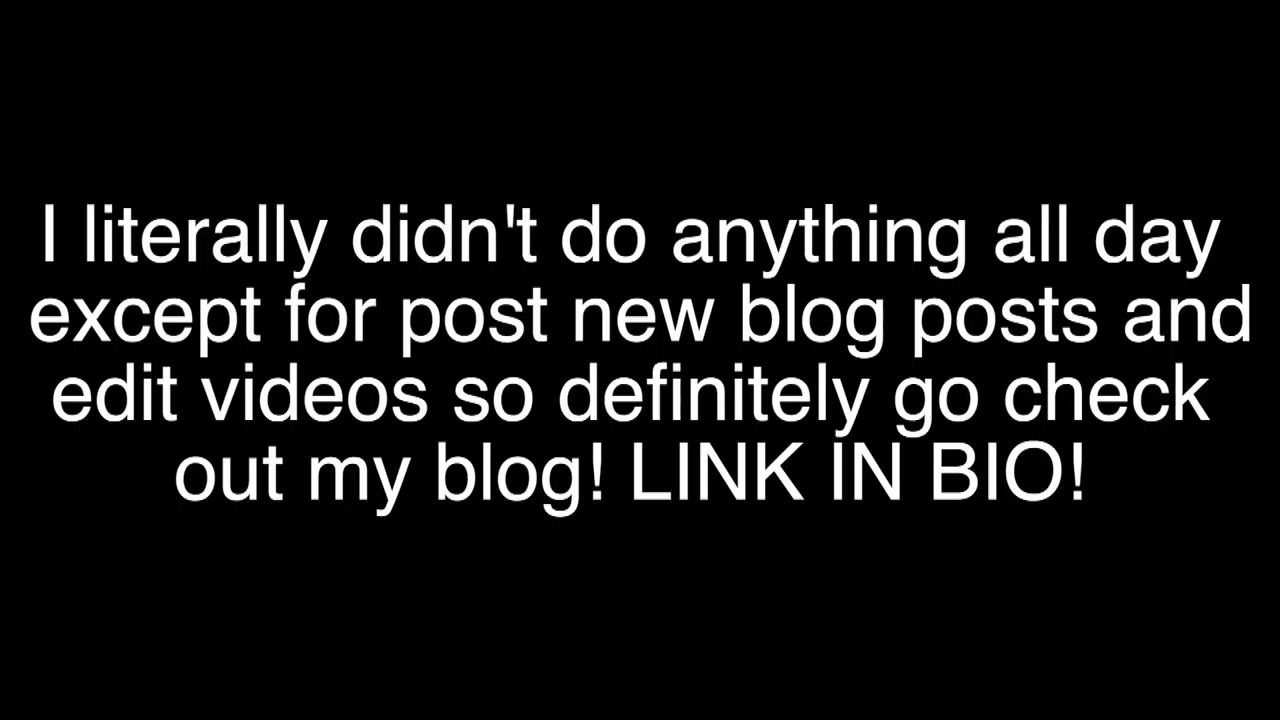 I literally didn't do anything all day
except for post new blog posts and
edit videos so definitely go check
out my blog! LINK IN BIO!